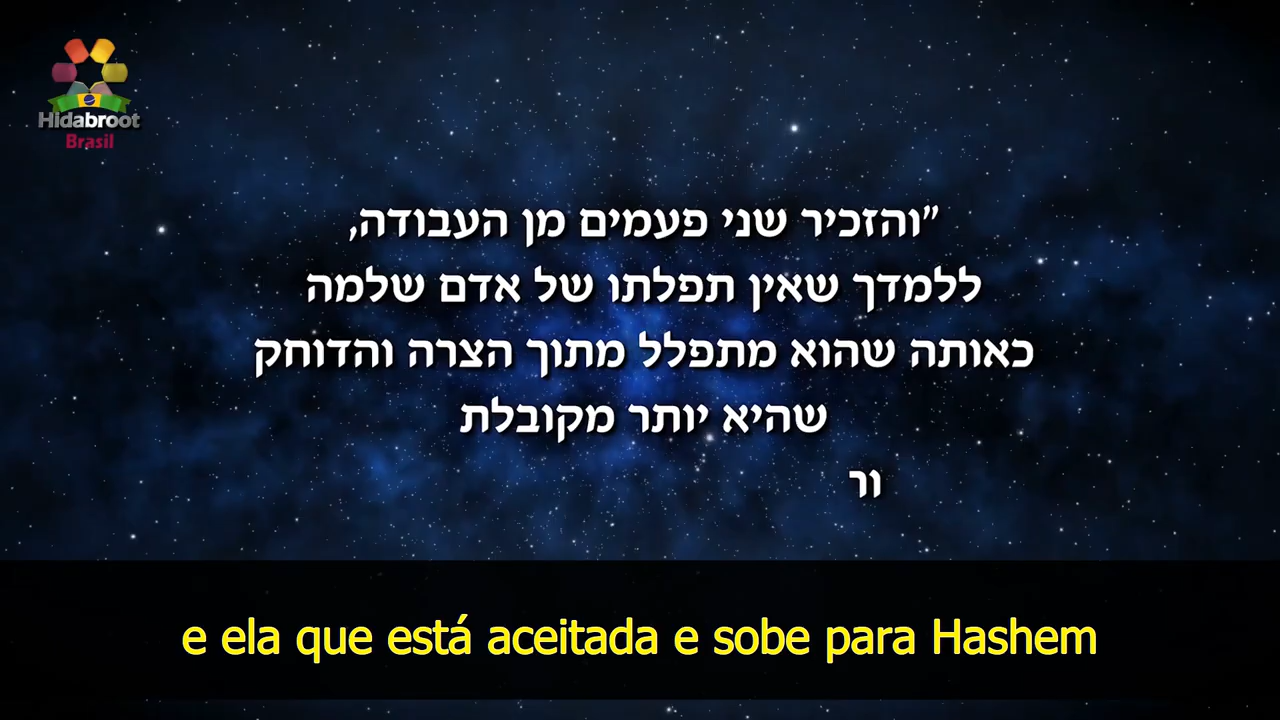 Hidabroot
Brasil
"והזכיר שני פעמים מן העבודה,
ללמדך שאין תפלתו של אדם שלמה
כאותה שהוא מתפלל מתוך הצרה והדוחק
שהיא יותר מקובלת
ור
e ela que está aceitada e sobe para Hashem